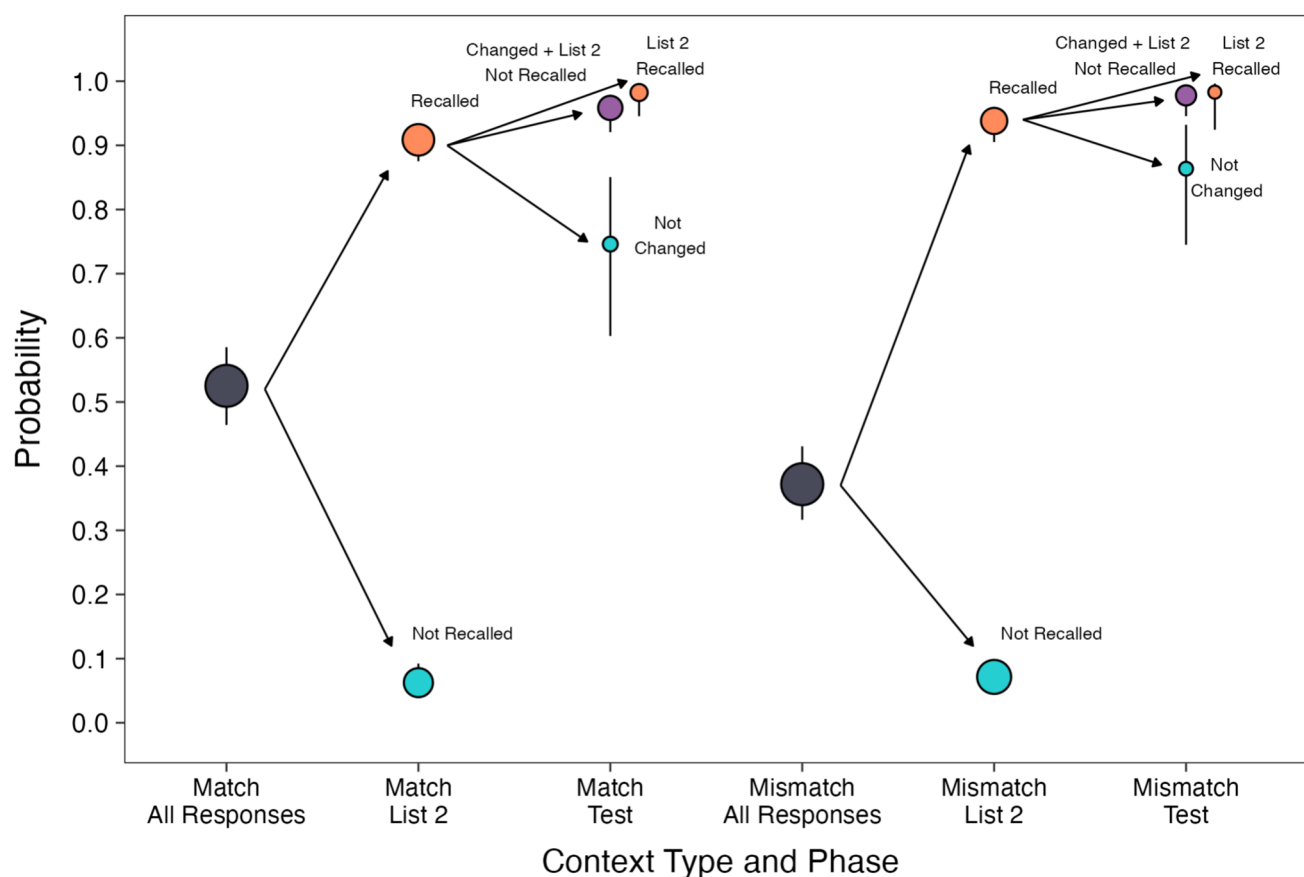 Changed + List 2
Not Recalled
List 2
Recalled
Recalled
Not
Changed
Not Recalled
Changed + List 2
Not Recalled
List 2
Recalled
Recalled
Not
Changed
Not Recalled
1.0
0.9
0.8
0.7
0.6
0.5
0.4
0.3
0.2
0.1
0.0
Probability
Match
All Responses
Match
List 2
Match
Test
Mismatch
All Responses
Mismatch
List 2
Mismatch
Test
Context Type and Phase